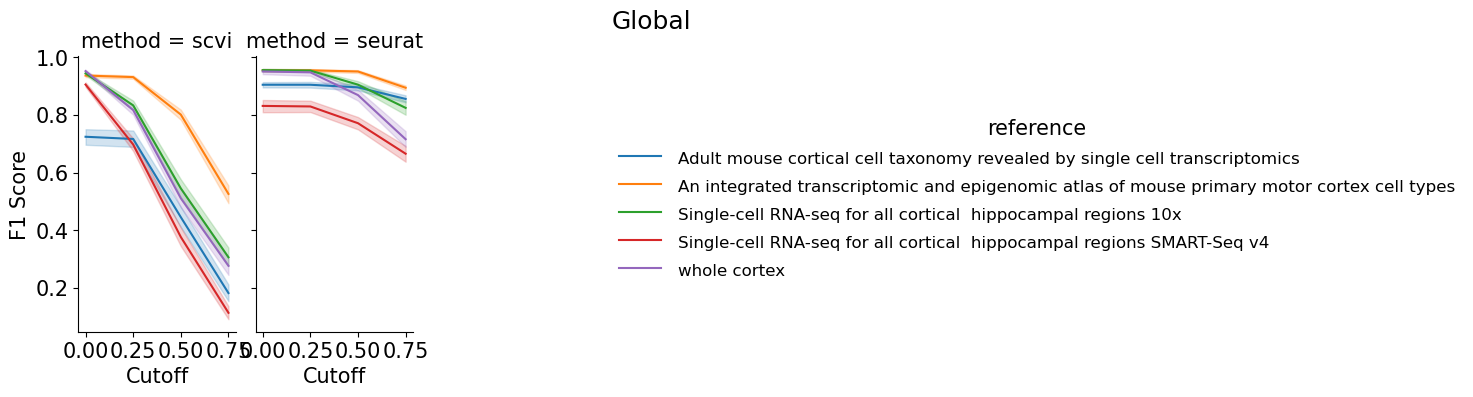 Global
method = scvi
method = seurat
1.0
0.8
0.6
0.4
0.2
F1 Score
0.00 0.25 0.50 0.75
0.00 0.25 0.50 0.75
Cutoff
Cutoff
reference
Adult mouse cortical cell taxonomy revealed by single cell transcriptomics
An integrated transcriptomic and epigenomic atlas of mouse primary motor cortex cell types
Single-cell RNA-seq for all cortical  hippocampal regions 10x
Single-cell RNA-seq for all cortical  hippocampal regions SMART-Seq v4
whole cortex